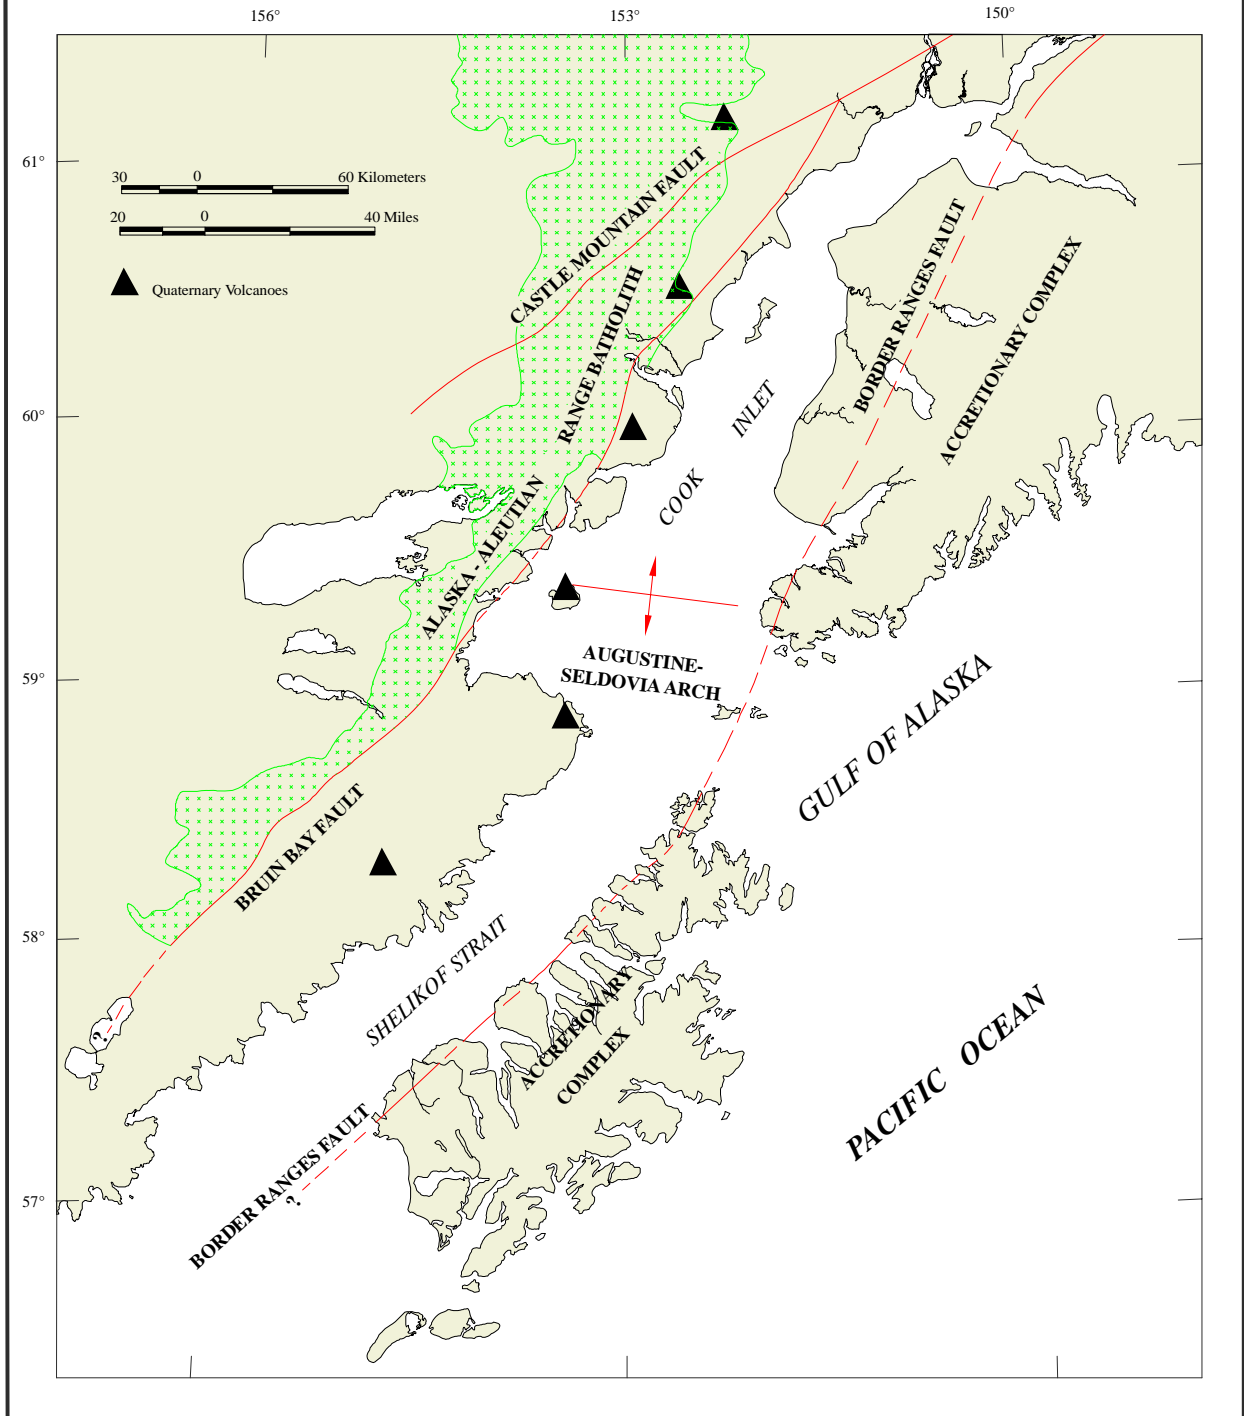 156°
153°
150°
61°
30 0 60 Kilometers
20 0 40 Miles
Quaternary Volcanoes
CASTLE MOUNTAIN FAULT
BORDER RANGES FAULT
ACCRETIONARY COMPLEX
ALASKA - ALEUTIAN RANGE BATHOLITH
60°
COOK INLET
AUGUSTINE-
SELDOVIA ARCH
59°
GULF OF ALASKA
BRUIN BAY FAULT
58°
SHELIKOF STRAIT
?
ACCRETIONARY
COMPLEX
PACIFIC OCEAN
BORDER RANGES FAULT
?
57°